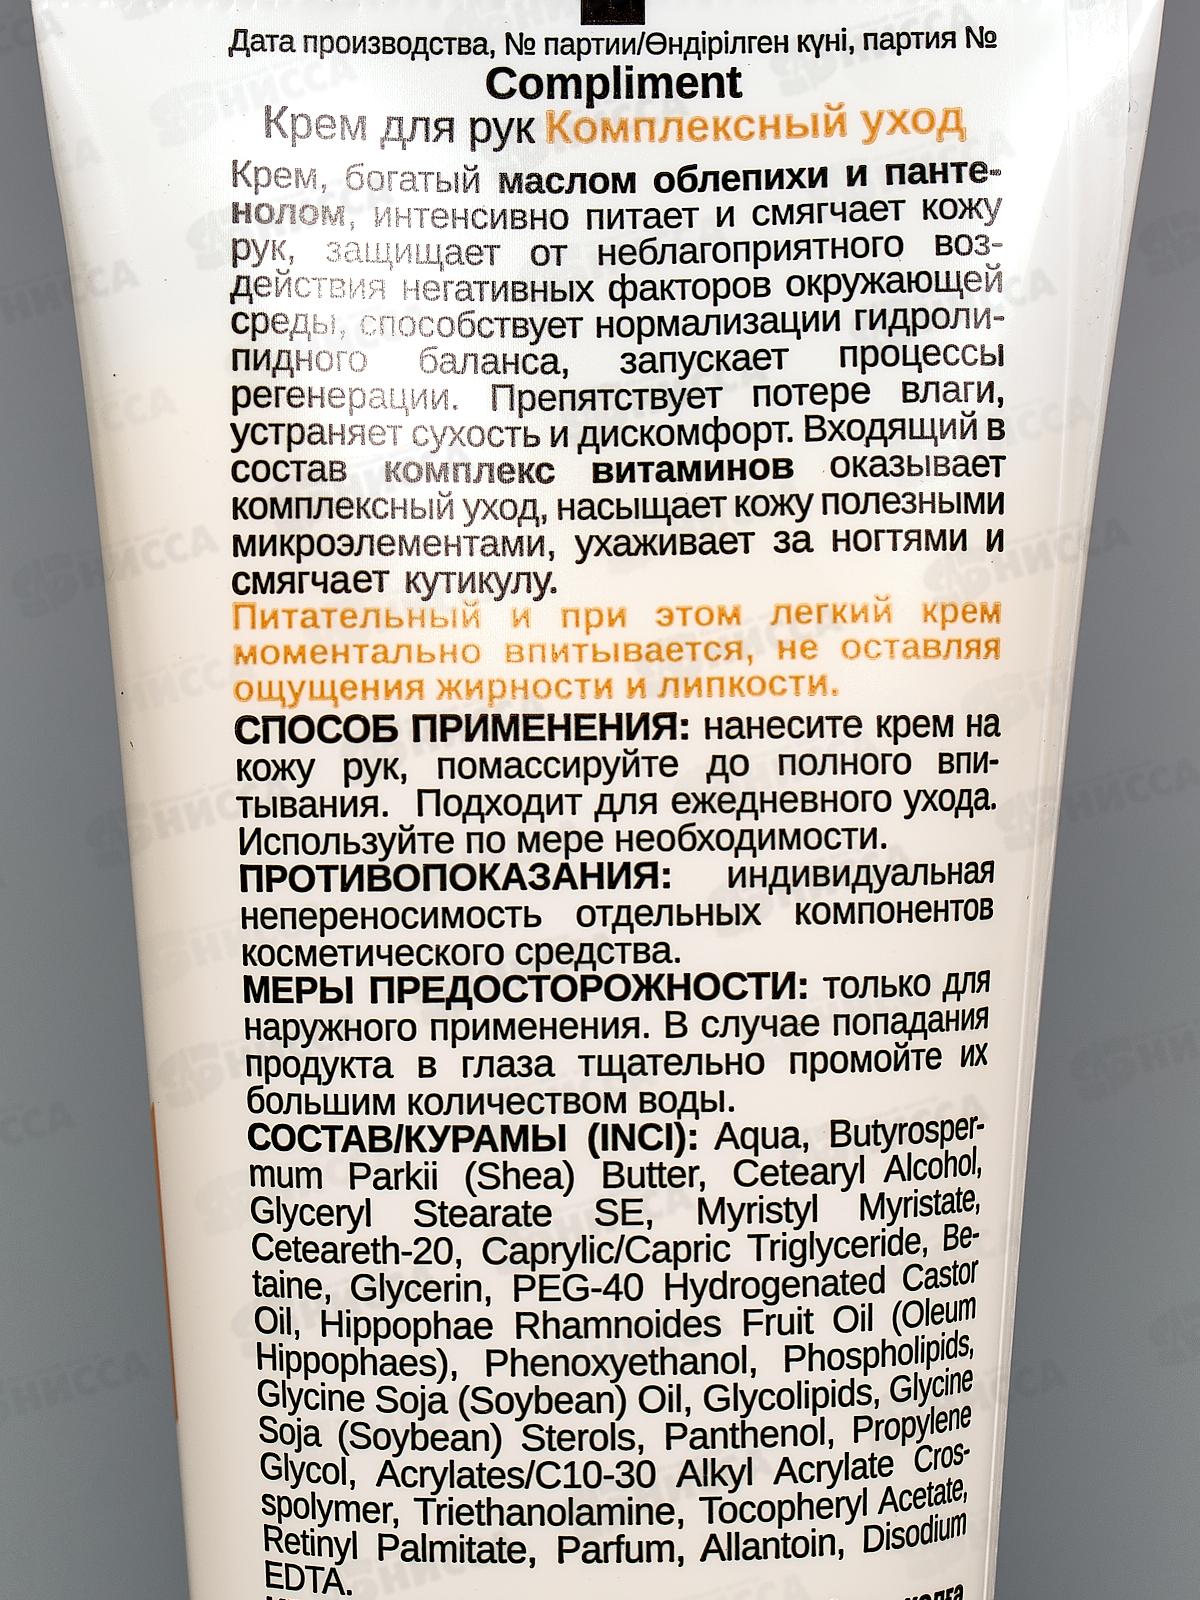 Дата производства, № партии/Өндірілген күні, партия №
Compliment
Крем для рук Комплексный уход
Крем, богатый маслом облепихи и панте-
нолом, интенсивно питает и смягчает кожу
рук, защищает от неблагоприятного воз-
действия негативных факторов окружающей
среды, способствует нормализации гидроли-
пидного баланса, запускает процессы
регенерации. Препятствует потере влаги,
устраняет сухость и дискомфорт. Входящий в
состав комплекс витаминов оказывает
комплексный уход, насыщает кожу полезными
микроэлементами, ухаживает за ногтями и
смягчает кутикулу.
Питательный и при этом легкий крем
моментально впитывается, не оставляя
ощущения жирности и липкости.
СПОСОБ ПРИМЕНЕНИЯ: нанесите крем на
кожу рук, помассируйте до полного впи-
тывания. Подходит для ежедневного ухода.
Используйте по мере необходимости.
ПРОТИВОПОКАЗАНИЯ: индивидуальная
непереносимость отдельных компонентов
косметического средства.
МЕРЫ ПРЕДОСТОРОЖНОСТИ: только для
наружного применения. В случае попадания
продукта в глаза тщательно промойте их
большим количеством воды.
СОСТАВ/КУРАМЫ (INCI): Aqua, Butyrosper-
mum Parkii (Shea) Butter, Cetearyl Alcohol,
Glyceryl Stearate SE, Myristyl Myristate,
Ceteareth-20, Caprylic/Capric Triglyceride, Be-
taine, Glycerin, PEG-40 Hydrogenated Castor
Oil, Hippophae Rhamnoides Fruit Oil (Oleum
Hippophaes), Phenoxyethanol, Phospholipids,
Glycine Soja (Soybean) Oil, Glycolipids, Glycine
Soja (Soybean) Sterols, Panthenol, Propylene
Glycol, Acrylates/C10-30 Alkyl Acrylate Cros-
spolymer, Triethanolamine, Tocopheryl Acetate,
Retinyl Palmitate, Parfum, Allantoin, Disodium
EDTA.